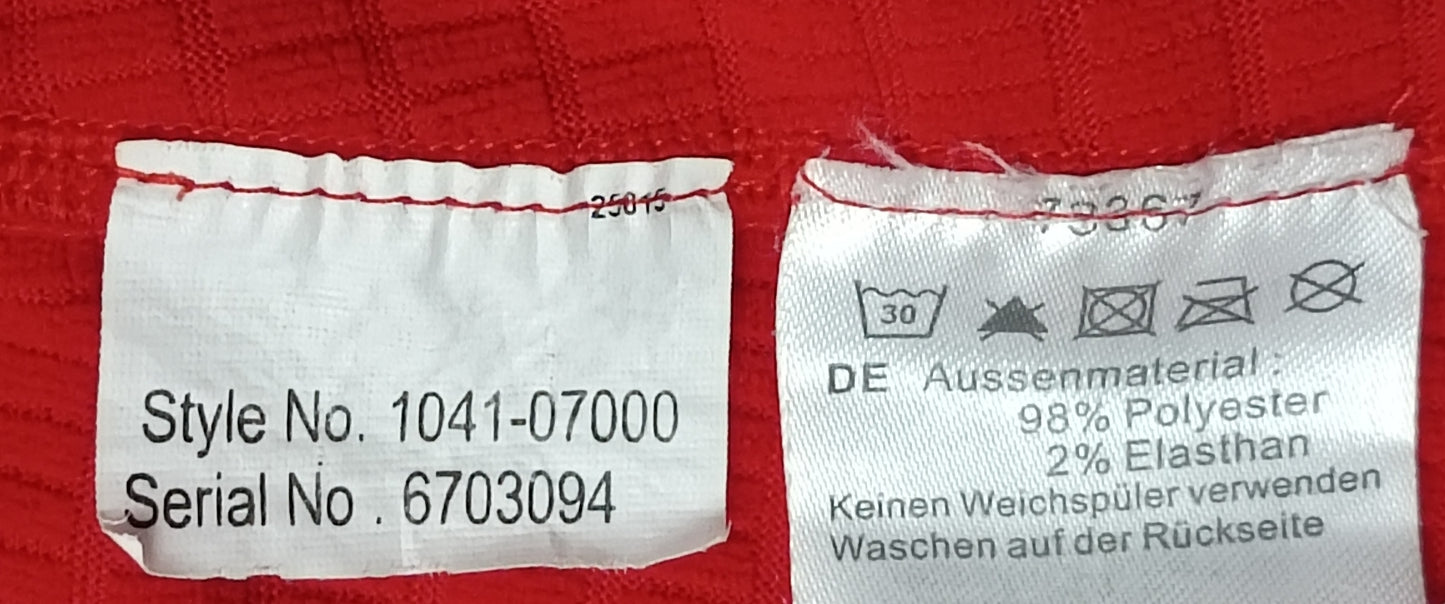 25015
Style No. 1041-07000
Serial No . 6703094
30
DE Aussenmaterial :
98% Polyester
2% Elasthan
Keinen Weichspüler verwenden
Waschen auf der Rückseite